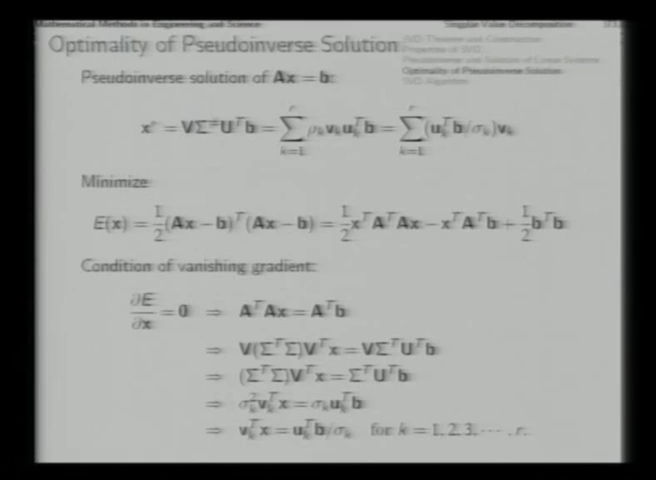 Mathematical Methods in Engineering and Science
Singular Value Decomposition
SVD Theorem and Construction
Properties of SVD
Pseudoinverse and Solution of Linear Systems
Optimality of Pseudoinverse Solution
SVD Algorithm
Optimality of Pseudoinverse Solution
Pseudoinverse solution of Ax = b:
x* = VΣ^#U^T b = ∑_{k=1}^{r} ρ_k v_k u_k^T b = ∑_{k=1}^{r} (u_k^T b/σ_k)v_k
Minimize
E(x) = 1/2 (Ax − b)^T (Ax − b) = 1/2 x^T A^T Ax − x^T A^T b + 1/2 b^T b
Condition of vanishing gradient:
∂E/∂x = 0 ⇒ A^T Ax = A^T b
⇒ V(Σ^T Σ)V^T x = VΣ^T U^T b
⇒ (Σ^T Σ)V^T x = Σ^T U^T b
⇒ σ_k^2 v_k^T x = σ_k u_k^T b
⇒ v_k^T x = u_k^T b/σ_k for k = 1, 2, 3, ⋯ , r.